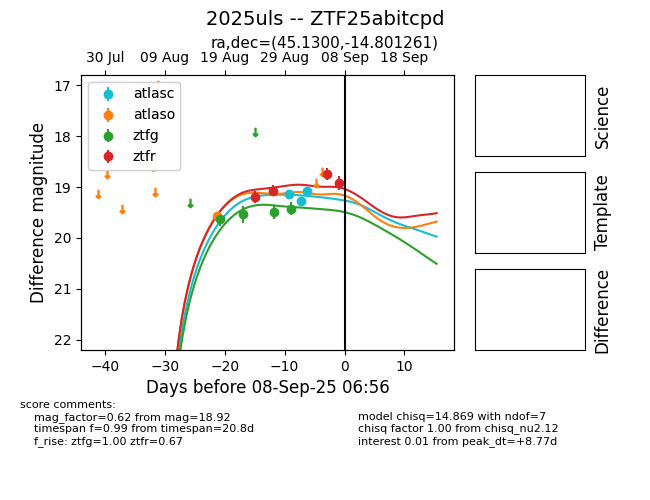 2025uls -- ZTF25abitcpd
ra,dec=(45.1300,-14.801261)
30 Jul 09 Aug 19 Aug 29 Aug 08 Sep 18 Sep
17
18
19
20
21
22
Difference magnitude
atlasc
atlaso
ztfg
ztfr
−40 −30 −20 −10 0 10
Days before 08-Sep-25 06:56
Science
Template
Difference
score comments:
mag_factor=0.62 from mag=18.92
timespan f=0.99 from timespan=20.8d
f_rise: ztfg=1.00 ztfr=0.67
model chisq=14.869 with ndof=7
chisq factor 1.00 from chisq_nu2.12
interest 0.01 from peak_dt=+8.77d